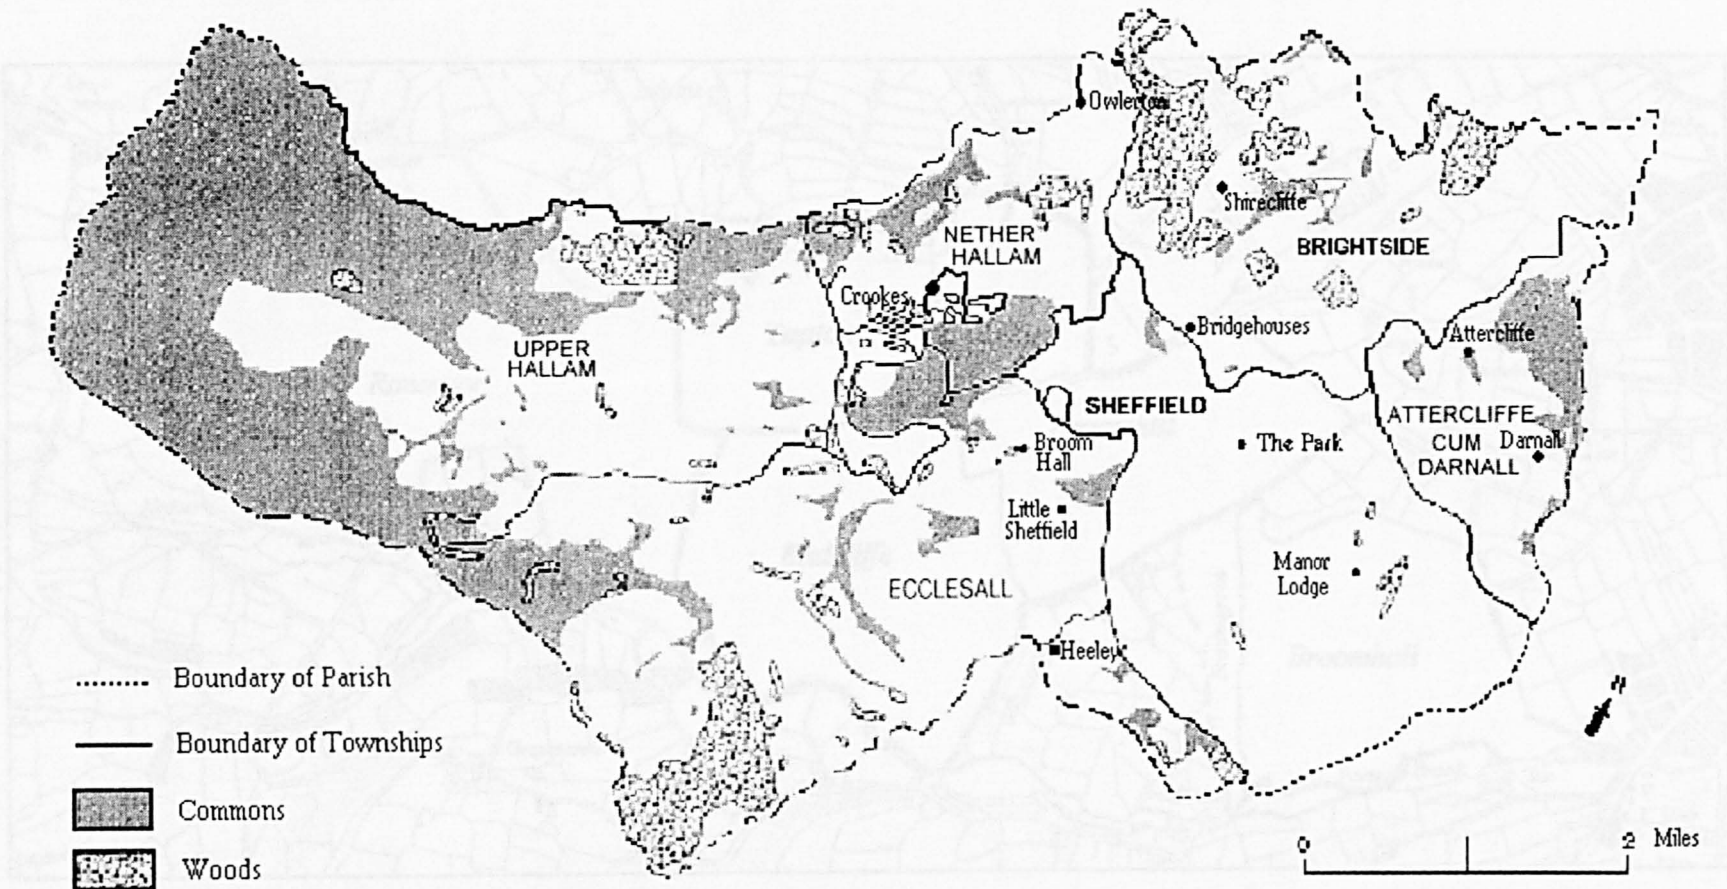 Owlerton
Shirecliffe
NETHER
HALLAM
BRIGHTSIDE
Crookes
Bridgehouses
Attercliffe
UPPER
HALLAM
SHEFFIELD
ATTERCLIFFE
CUM
DARNALL
Darnall
Broom
Hall
The Park
Little
Sheffield
Manor
Lodge
ECCLESALL
Heeley
Boundary of Parish
Boundary of Townships
Commons
Woods
0
2 Miles
N